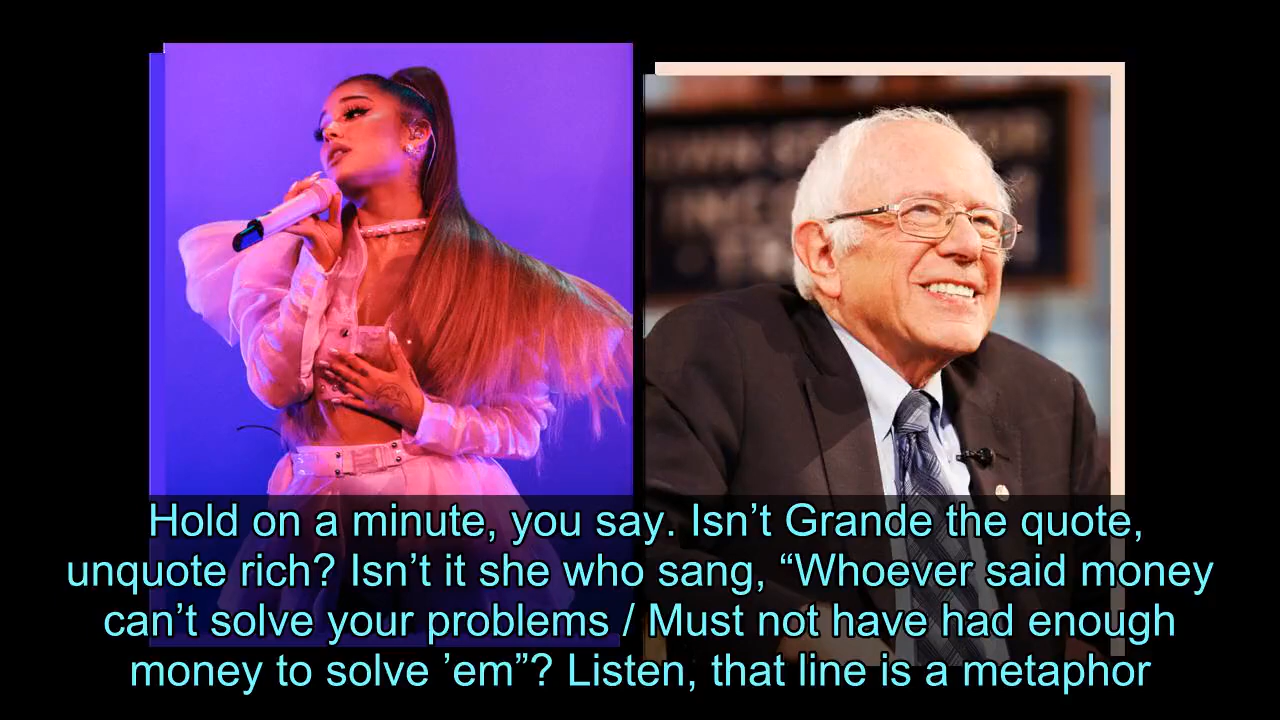 Hold on a minute, you say. Isn’t Grande the quote,
unquote rich? Isn’t it she who sang, “Whoever said money
can’t solve your problems / Must not have had enough
money to solve ’em”? Listen, that line is a metaphor